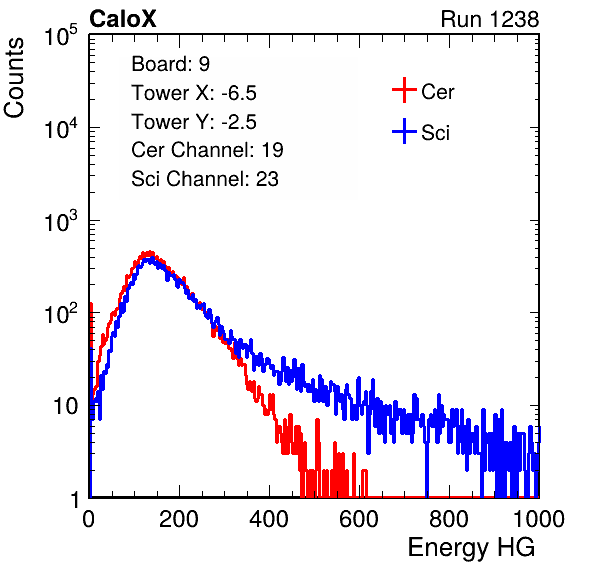 CaloX Run 1238
Counts
10^5
10^4
10^3
10^2
10
1
Board: 9
Tower X: -6.5
Tower Y: -2.5
Cer Channel: 19
Sci Channel: 23
Cer
Sci
0 200 400 600 800 1000
Energy HG